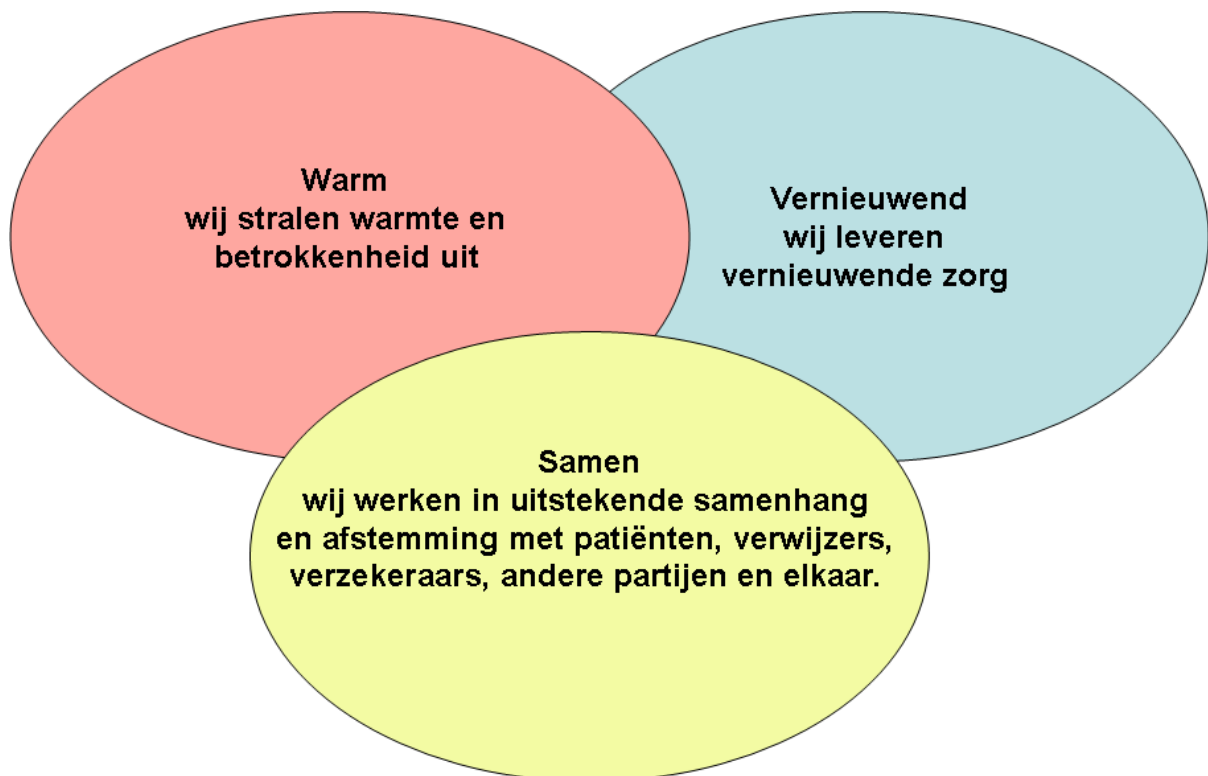 Warm
wij stralen warmte en
betrokkenheid uit
Vernieuwend
wij leveren
vernieuwende zorg
Samen
wij werken in uitstekende samenhang
en afstemming met patiënten, verwijzers,
verzekeraars, andere partijen en elkaar.